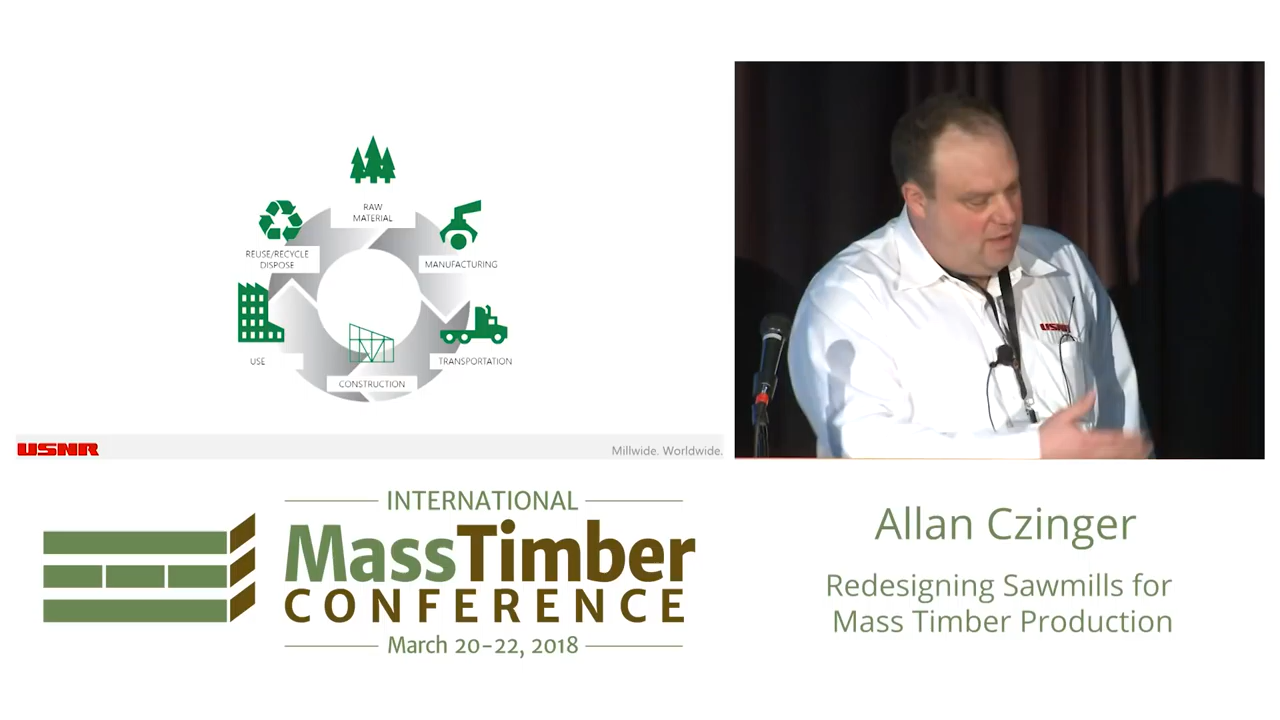 RAW
MATERIAL
REUSE/RECYCLE
DISPOSE
MANUFACTURING
USE
TRANSPORTATION
CONSTRUCTION
USNR
Millwide. Worldwide.
USNR
INTERNATIONAL
MassTimber
CONFERENCE
March 20-22, 2018
Allan Czinger
Redesigning Sawmills for
Mass Timber Production